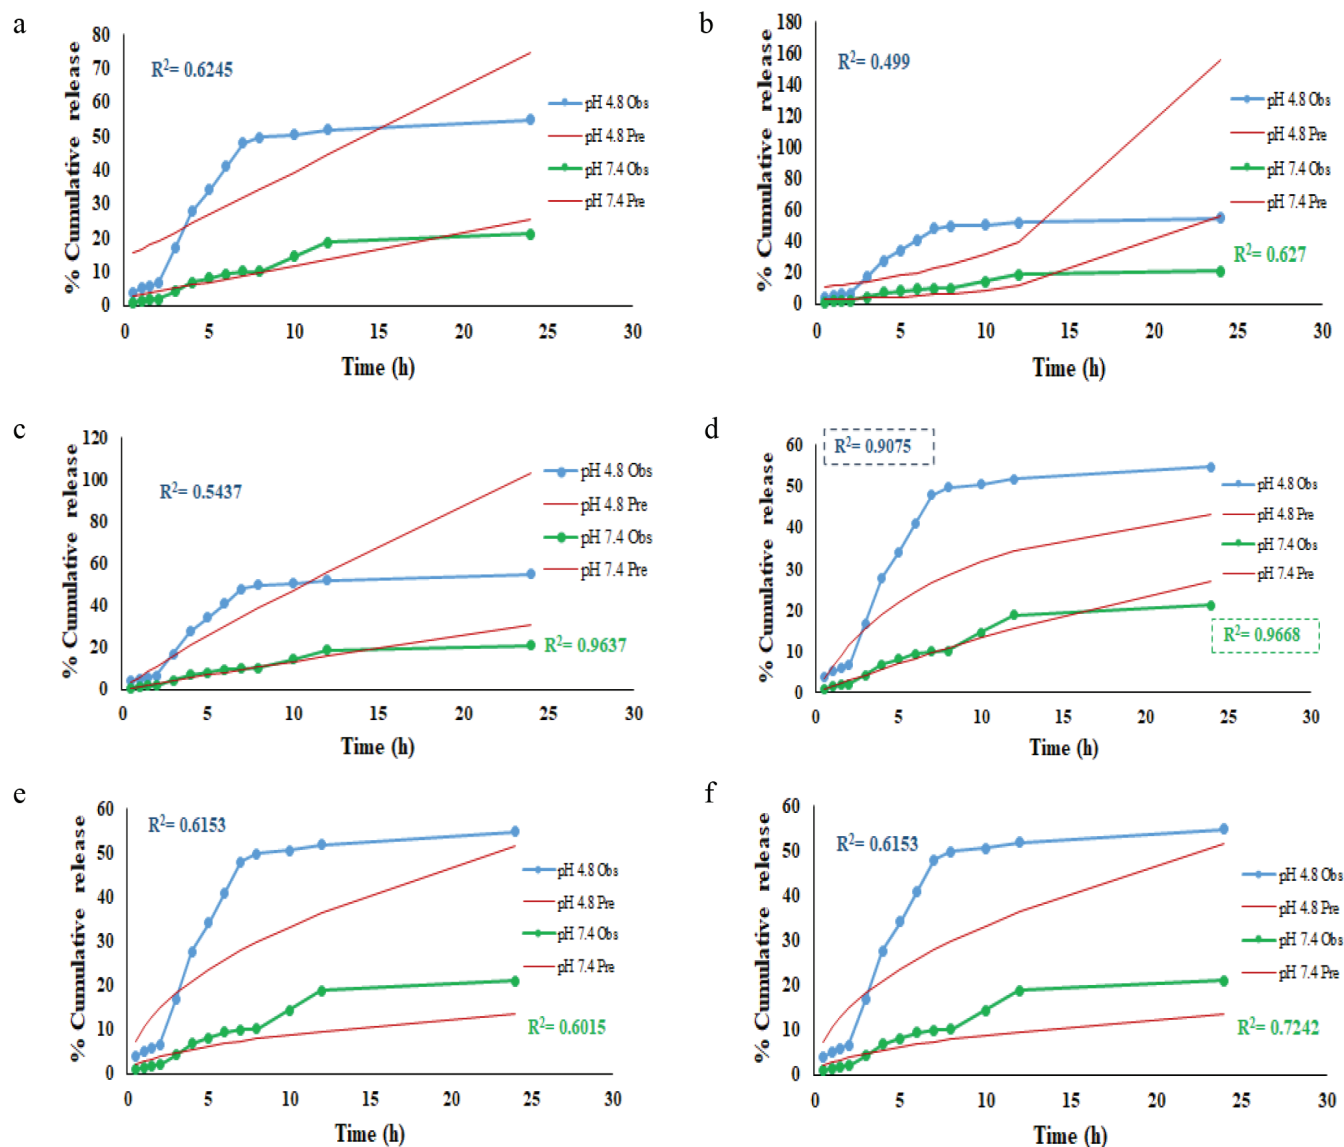 a
80
70
60
50
40
30
20
10
0
% Cumulative release
R²= 0.6245
pH 4.8 Obs
pH 4.8 Pre
pH 7.4 Obs
pH 7.4 Pre
0 5 10 15 20 25 30
Time (h)
b
180
160
140
120
100
80
60
40
20
0
% Cumulative release
R²= 0.499
pH 4.8 Obs
pH 4.8 Pre
pH 7.4 Obs
pH 7.4 Pre
R²= 0.627
0 5 10 15 20 25 30
Time (h)
c
120
100
80
60
40
20
0
% Cumulative release
R²= 0.5437
pH 4.8 Obs
pH 4.8 Pre
pH 7.4 Obs
pH 7.4 Pre
R²= 0.9637
0 5 10 15 20 25 30
Time (h)
d
60
50
40
30
20
10
0
% Cumulative release
R²= 0.9075
pH 4.8 Obs
pH 4.8 Pre
pH 7.4 Obs
pH 7.4 Pre
R²= 0.9668
0 5 10 15 20 25 30
Time (h)
e
60
50
40
30
20
10
0
% Cumulative release
R²= 0.6153
pH 4.8 Obs
pH 4.8 Pre
pH 7.4 Obs
pH 7.4 Pre
R²= 0.6015
0 5 10 15 20 25 30
Time (h)
f
60
50
40
30
20
10
0
% Cumulative release
R²= 0.6153
pH 4.8 Obs
pH 4.8 Pre
pH 7.4 Obs
pH 7.4 Pre
R²= 0.7242
0 5 10 15 20 25 30
Time (h)